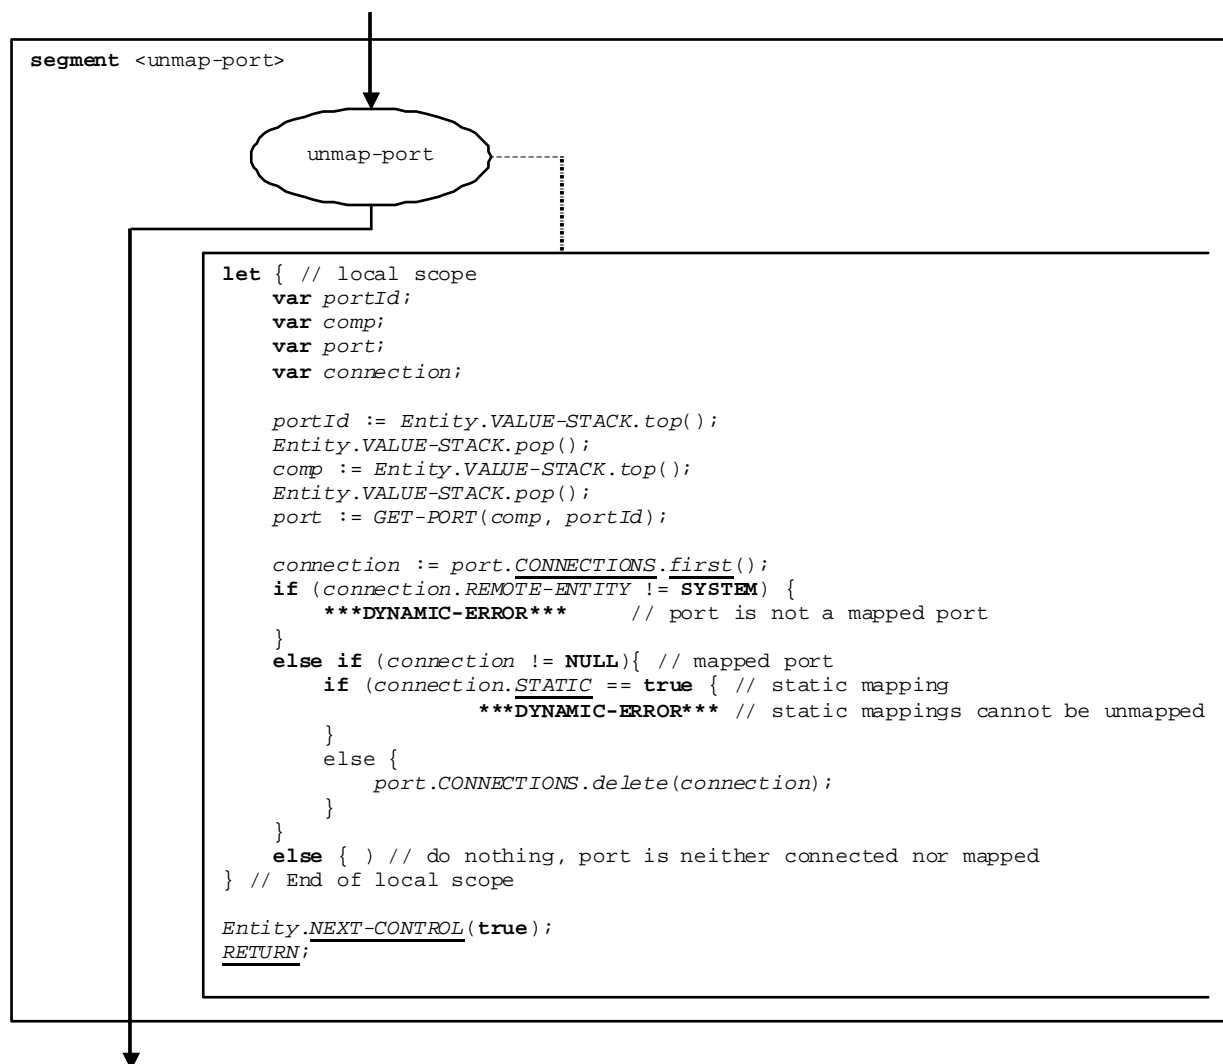 segment <unmap-port>
unmap-port
let { // local scope
var portId;
var comp;
var port;
var connection;
portId := Entity.VALUE-STACK.top();
Entity.VALUE-STACK.pop();
comp := Entity.VALUE-STACK.top();
Entity.VALUE-STACK.pop();
port := GET-PORT(comp, portId);
connection := port.CONNECTIONS.first();
if (connection.REMOTE-ENTITY != SYSTEM) {
***DYNAMIC-ERROR*** // port is not a mapped port
}
else if (connection != NULL){ // mapped port
if (connection.STATIC == true { // static mapping
***DYNAMIC-ERROR*** // static mappings cannot be unmapped
}
else {
port.CONNECTIONS.delete(connection);
}
}
else { ) // do nothing, port is neither connected nor mapped
} // End of local scope
Entity.NEXT-CONTROL(true);
RETURN;